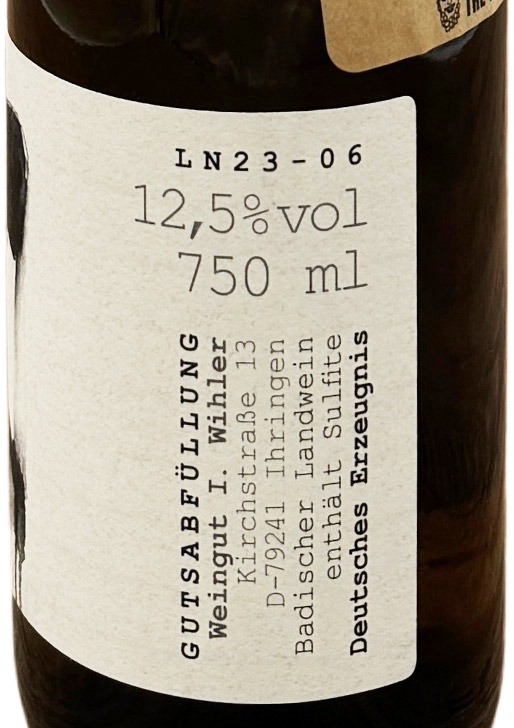 LN23-06
12,5%vol
750 ml
GUTSABFÜLLUNG
Weingut I. Wihler
Kirchstraße 13
D-79241 Ihringen
Badischer Landwein
enthält Sulfite
Deutsches Erzeugnis